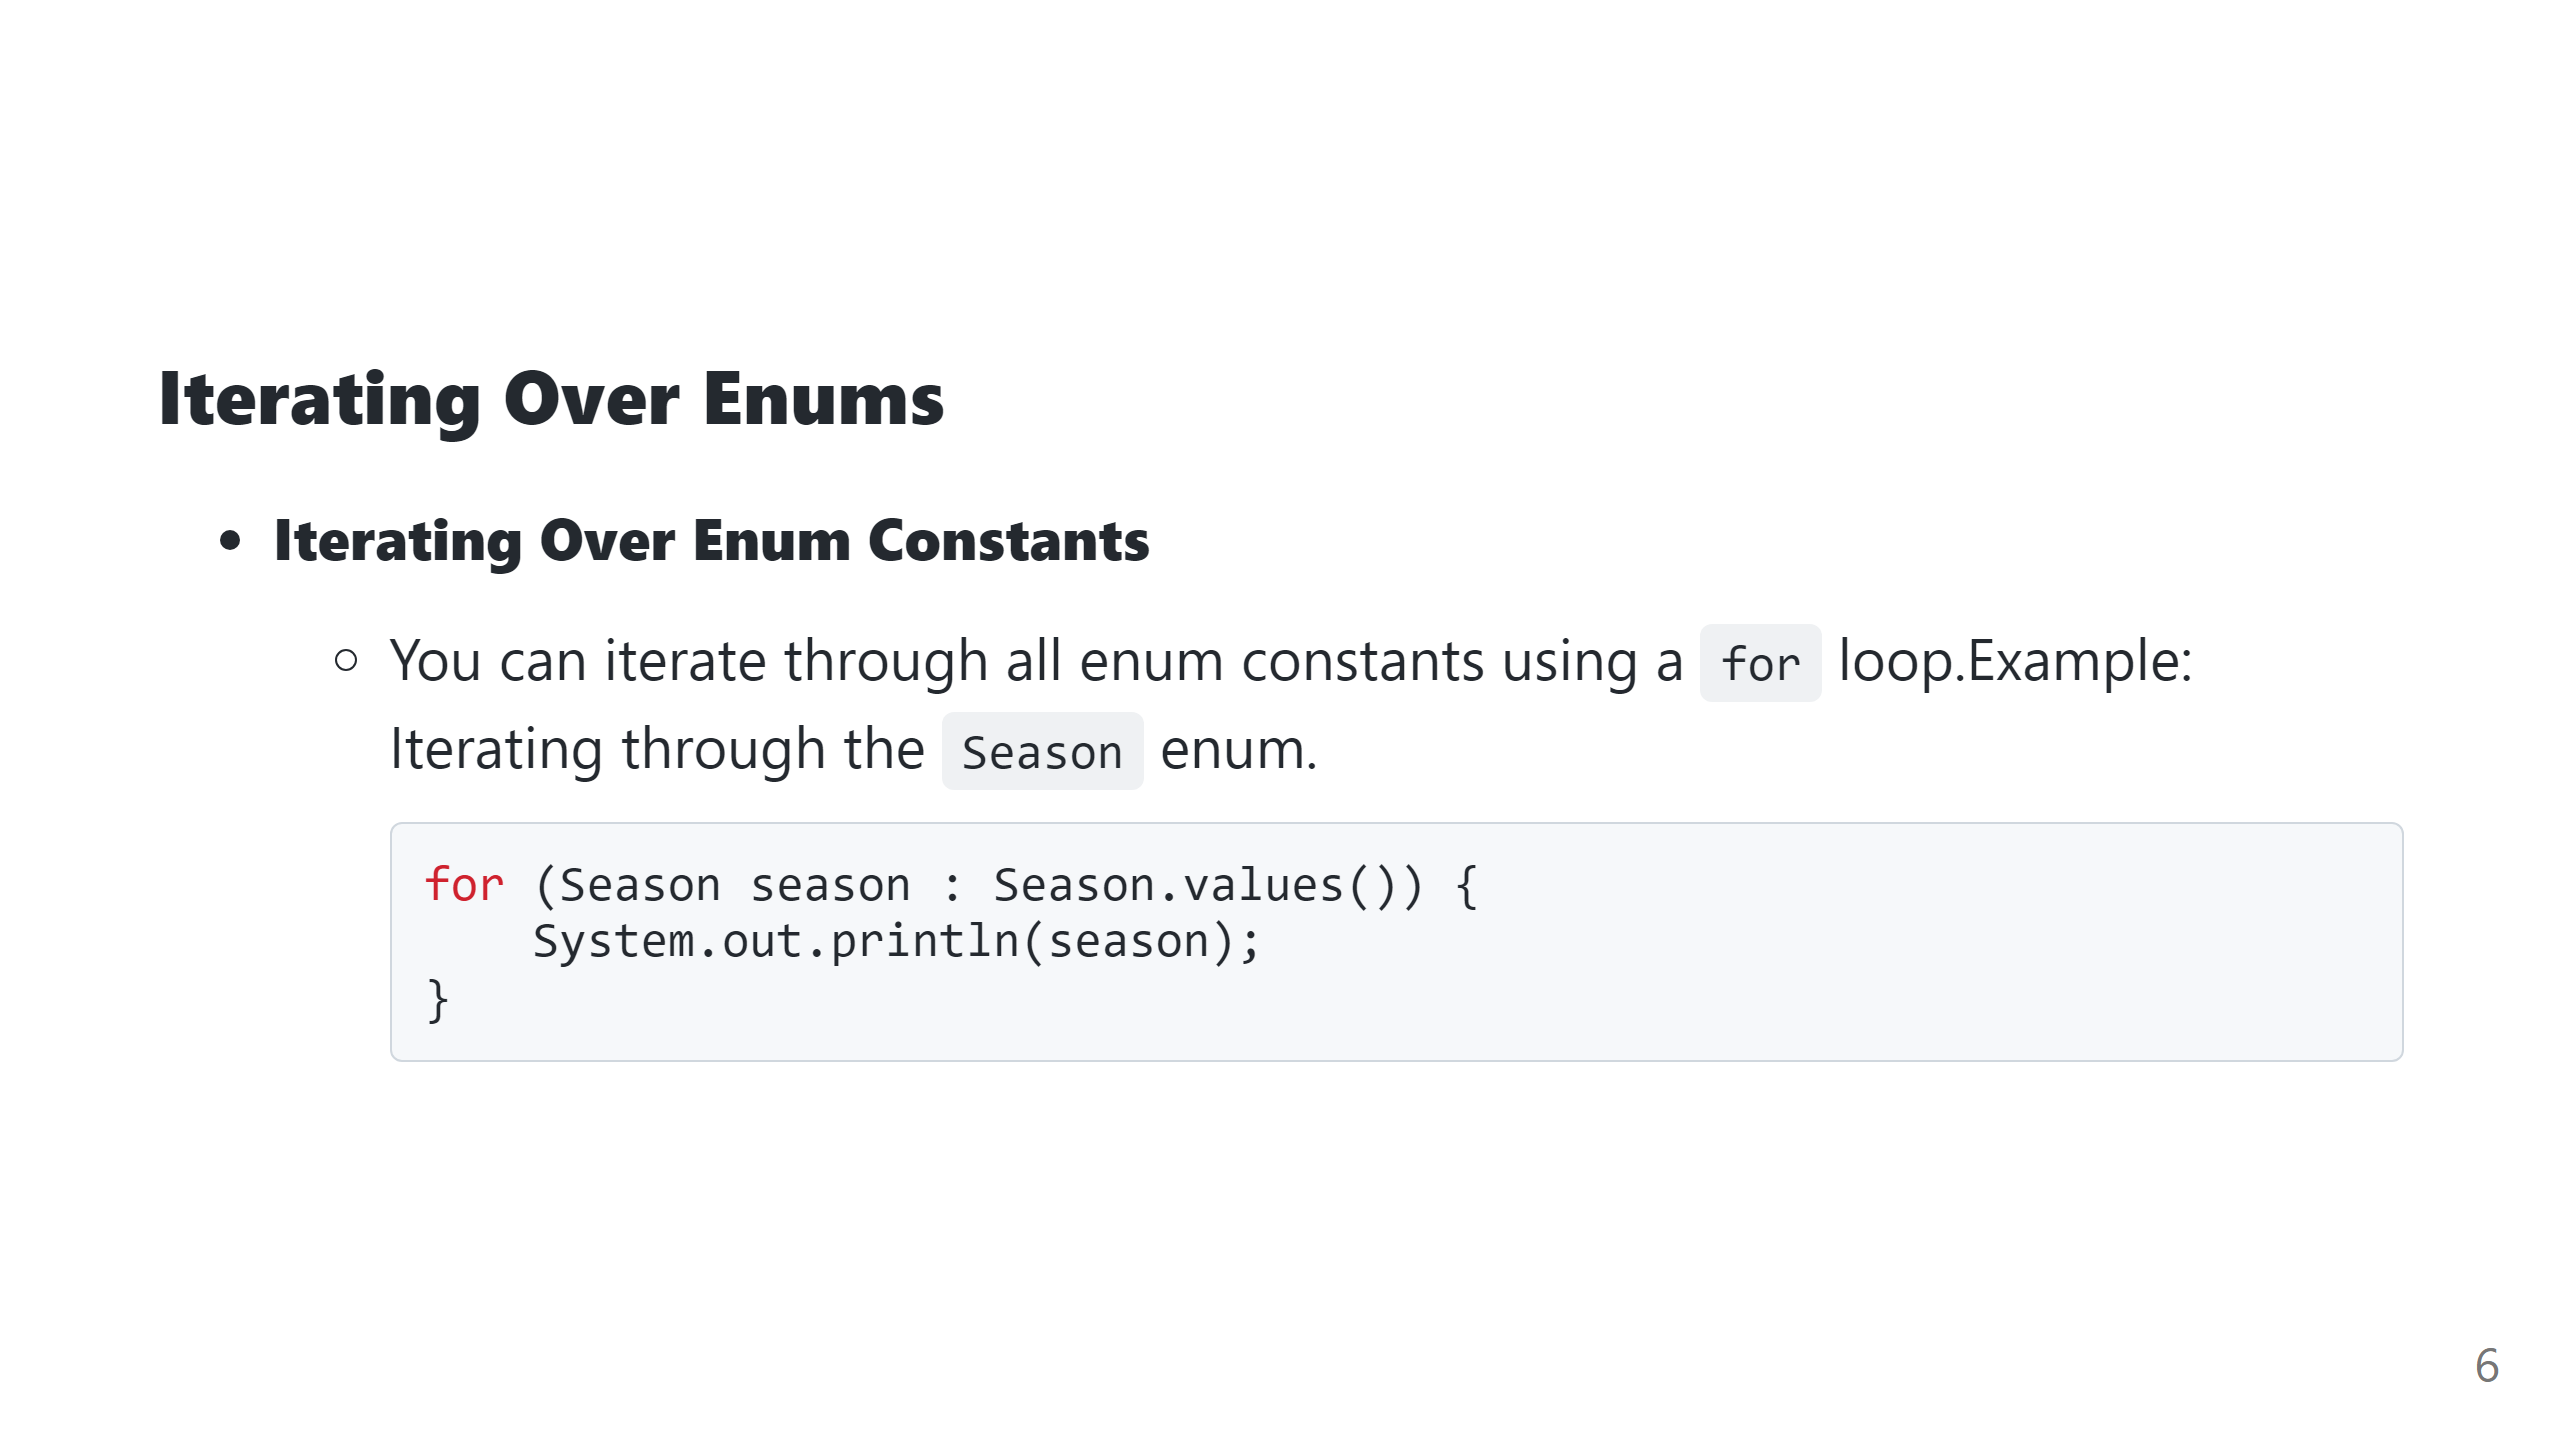 Iterating Over Enums
Iterating Over Enum Constants
You can iterate through all enum constants using a for loop.Example:
Iterating through the Season enum.
for (Season season : Season.values()) {
    System.out.println(season);
}
6